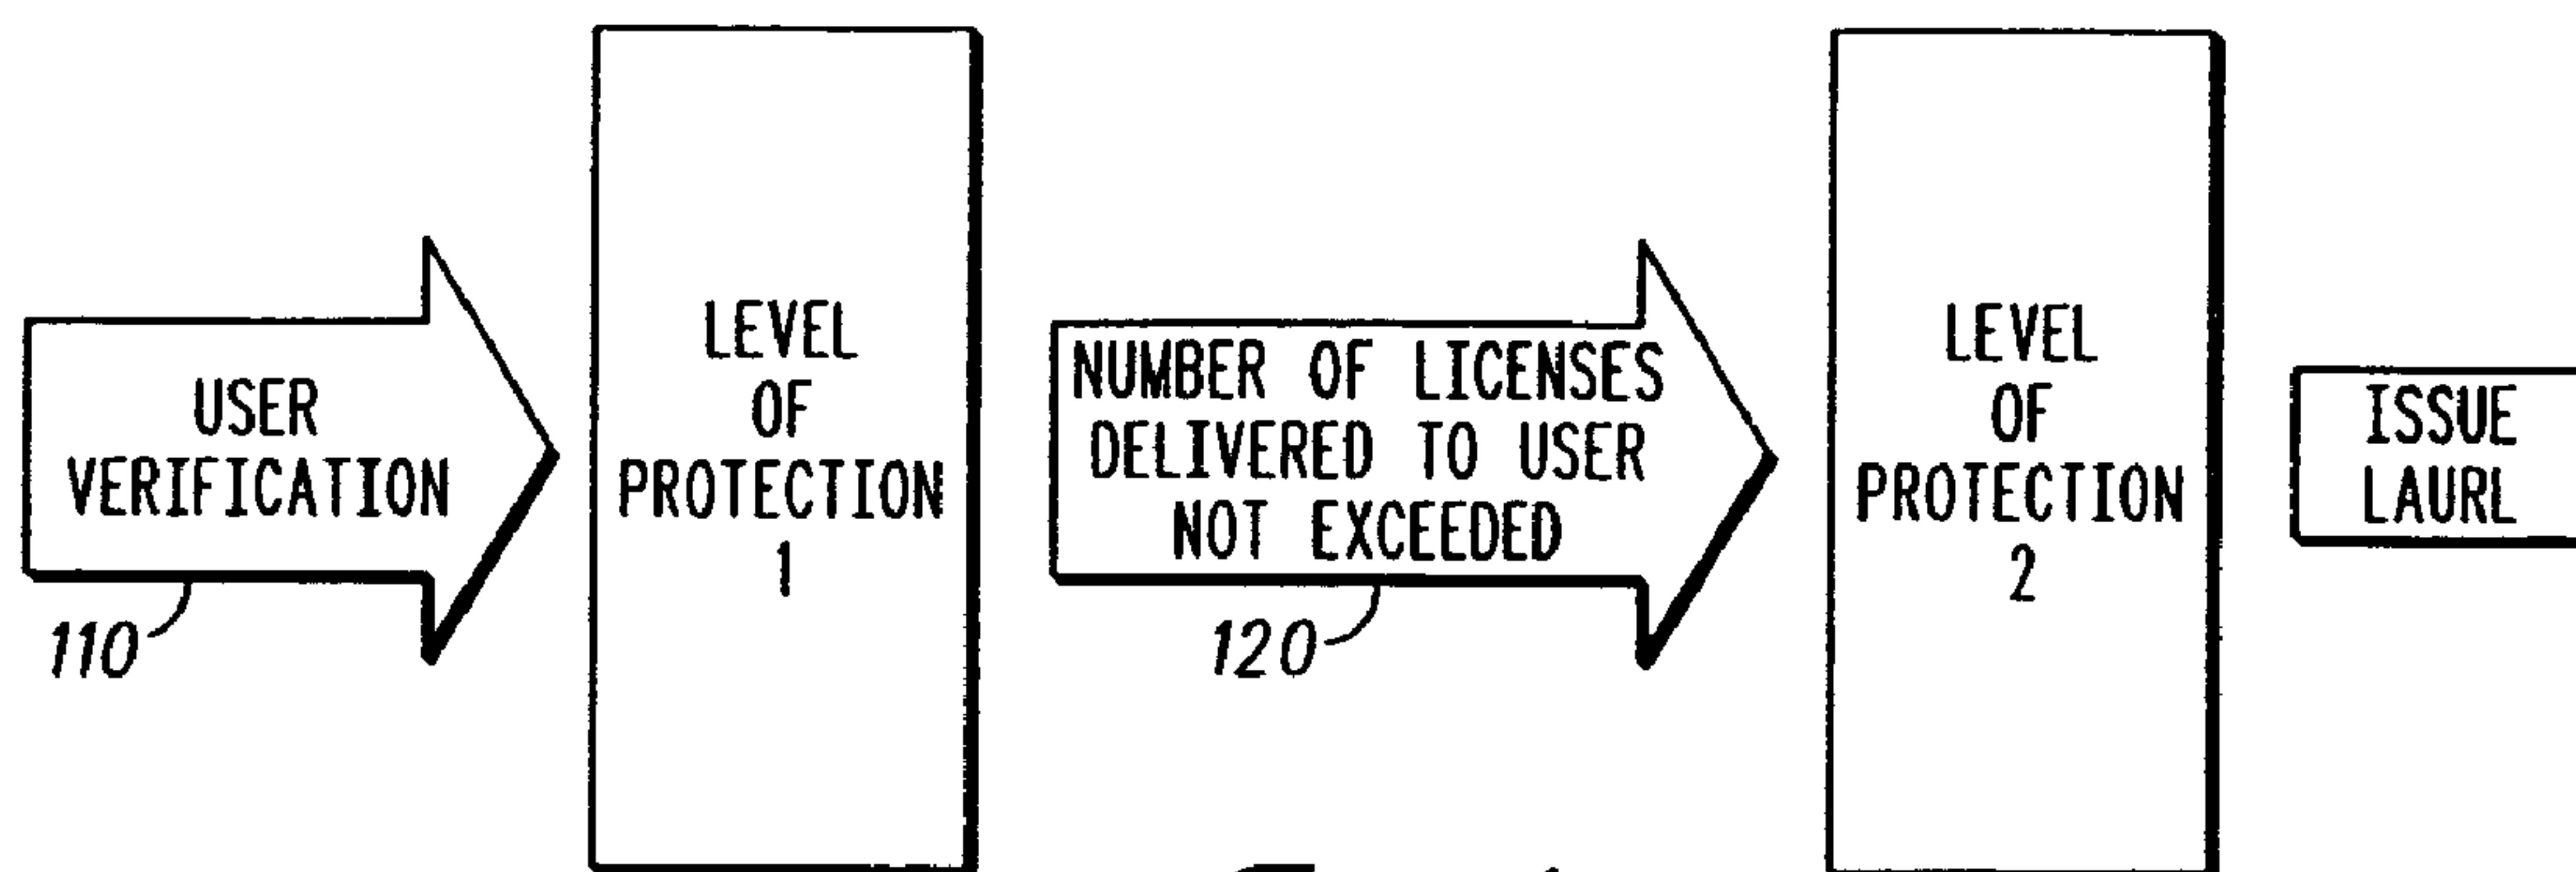 USER
VERIFICATION
110
LEVEL
OF
PROTECTION
1
NUMBER OF LICENSES
DELIVERED TO USER
NOT EXCEEDED
120
LEVEL
OF
PROTECTION
2
ISSUE
LAURL